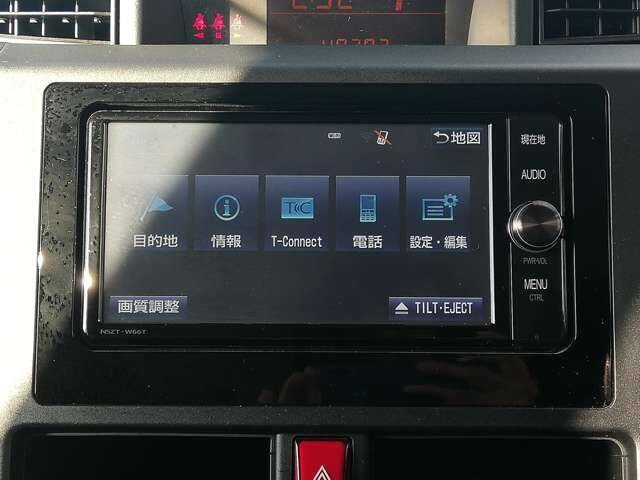 地図
現在地
AUDIO
目的地
情報
T-Connect
電話
設定・編集
PWR・VOL
MENU
CTRL
画質調整
TILT・EJECT
NSZT-W66T